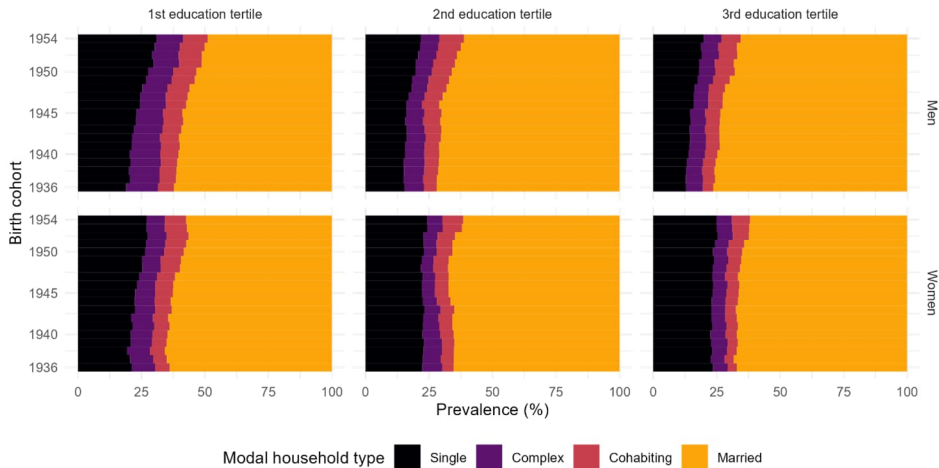 1st education tertile
2nd education tertile
3rd education tertile
Birth cohort
1954
1950
1945
1940
1936
Men
1954
1950
1945
1940
1936
Women
0 25 50 75 100
0 25 50 75 100
0 25 50 75 100
Prevalence (%)
Modal household type Single Complex Cohabiting Married